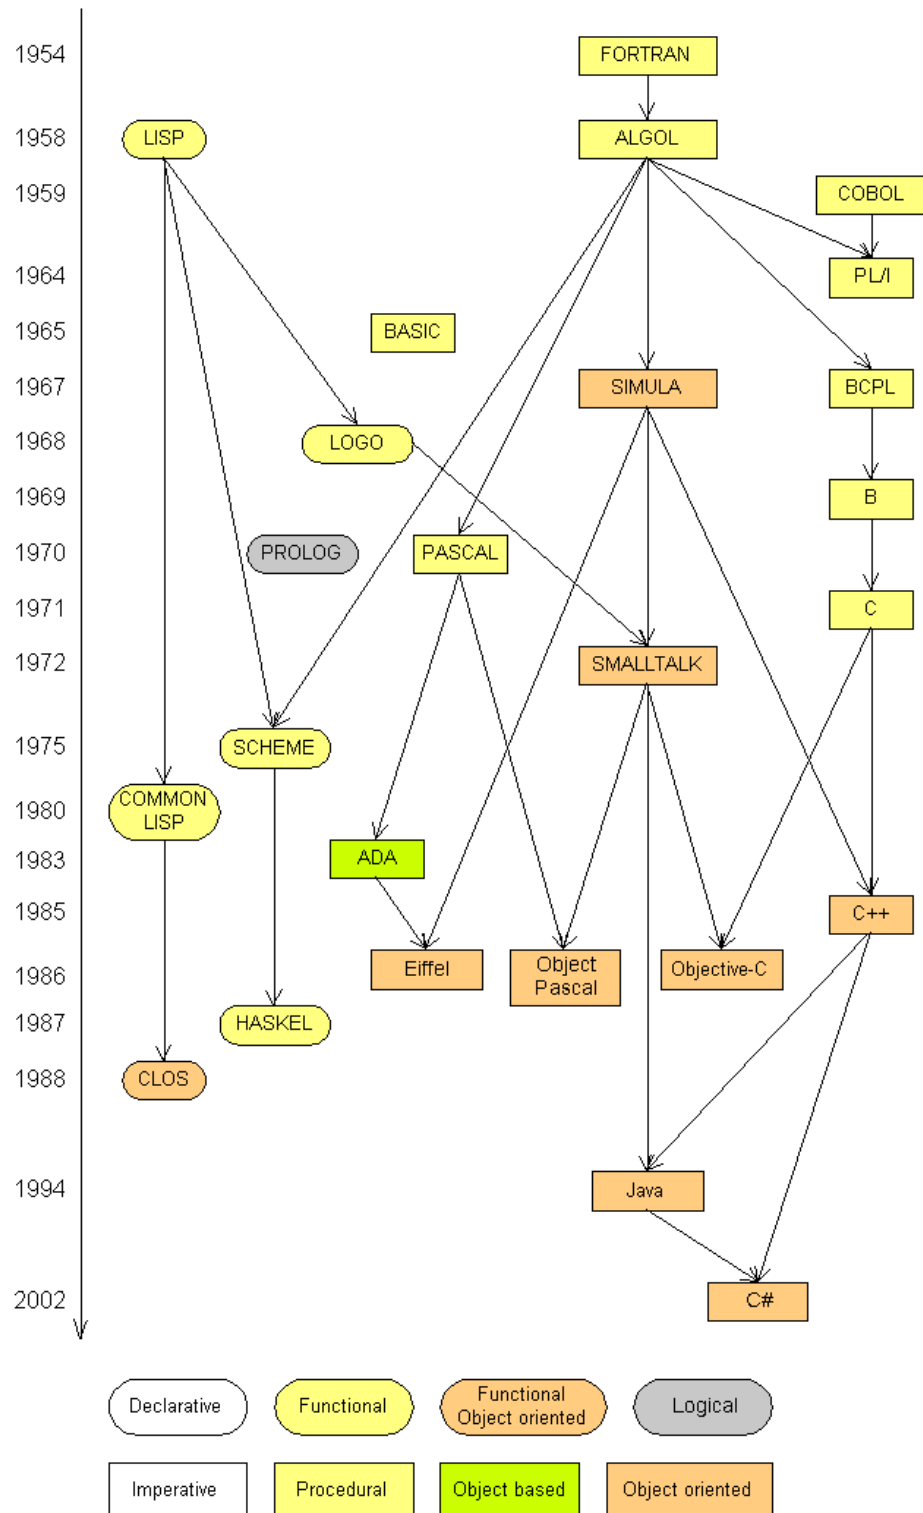 1954
FORTRAN
1958
LISP
ALGOL
1959
COBOL
1964
PL/I
1965
BASIC
1967
SIMULA
BCPL
1968
LOGO
1969
B
1970
PROLOG
PASCAL
1971
C
1972
SMALLTALK
1975
SCHEME
1980
COMMON
LISP
1983
ADA
1985
C++
1986
Eiffel
Object
Pascal
Objective-C
1987
HASKEL
1988
CLOS
1994
Java
2002
C#
Declarative
Functional
Functional
Object oriented
Logical
Imperative
Procedural
Object based
Object oriented